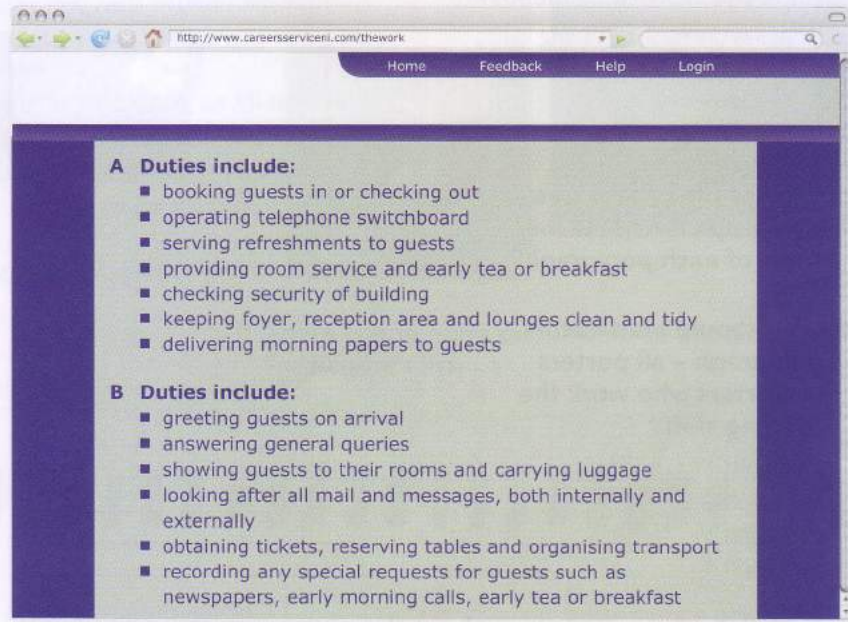 http://www.careersserviceni.com/thework
Home Feedback Help Login
A Duties include:
■ booking guests in or checking out
■ operating telephone switchboard
■ serving refreshments to guests
■ providing room service and early tea or breakfast
■ checking security of building
■ keeping foyer, reception area and lounges clean and tidy
■ delivering morning papers to guests
B Duties include:
■ greeting guests on arrival
■ answering general queries
■ showing guests to their rooms and carrying luggage
■ looking after all mail and messages, both internally and
externally
■ obtaining tickets, reserving tables and organising transport
■ recording any special requests for guests such as
newspapers, early morning calls, early tea or breakfast